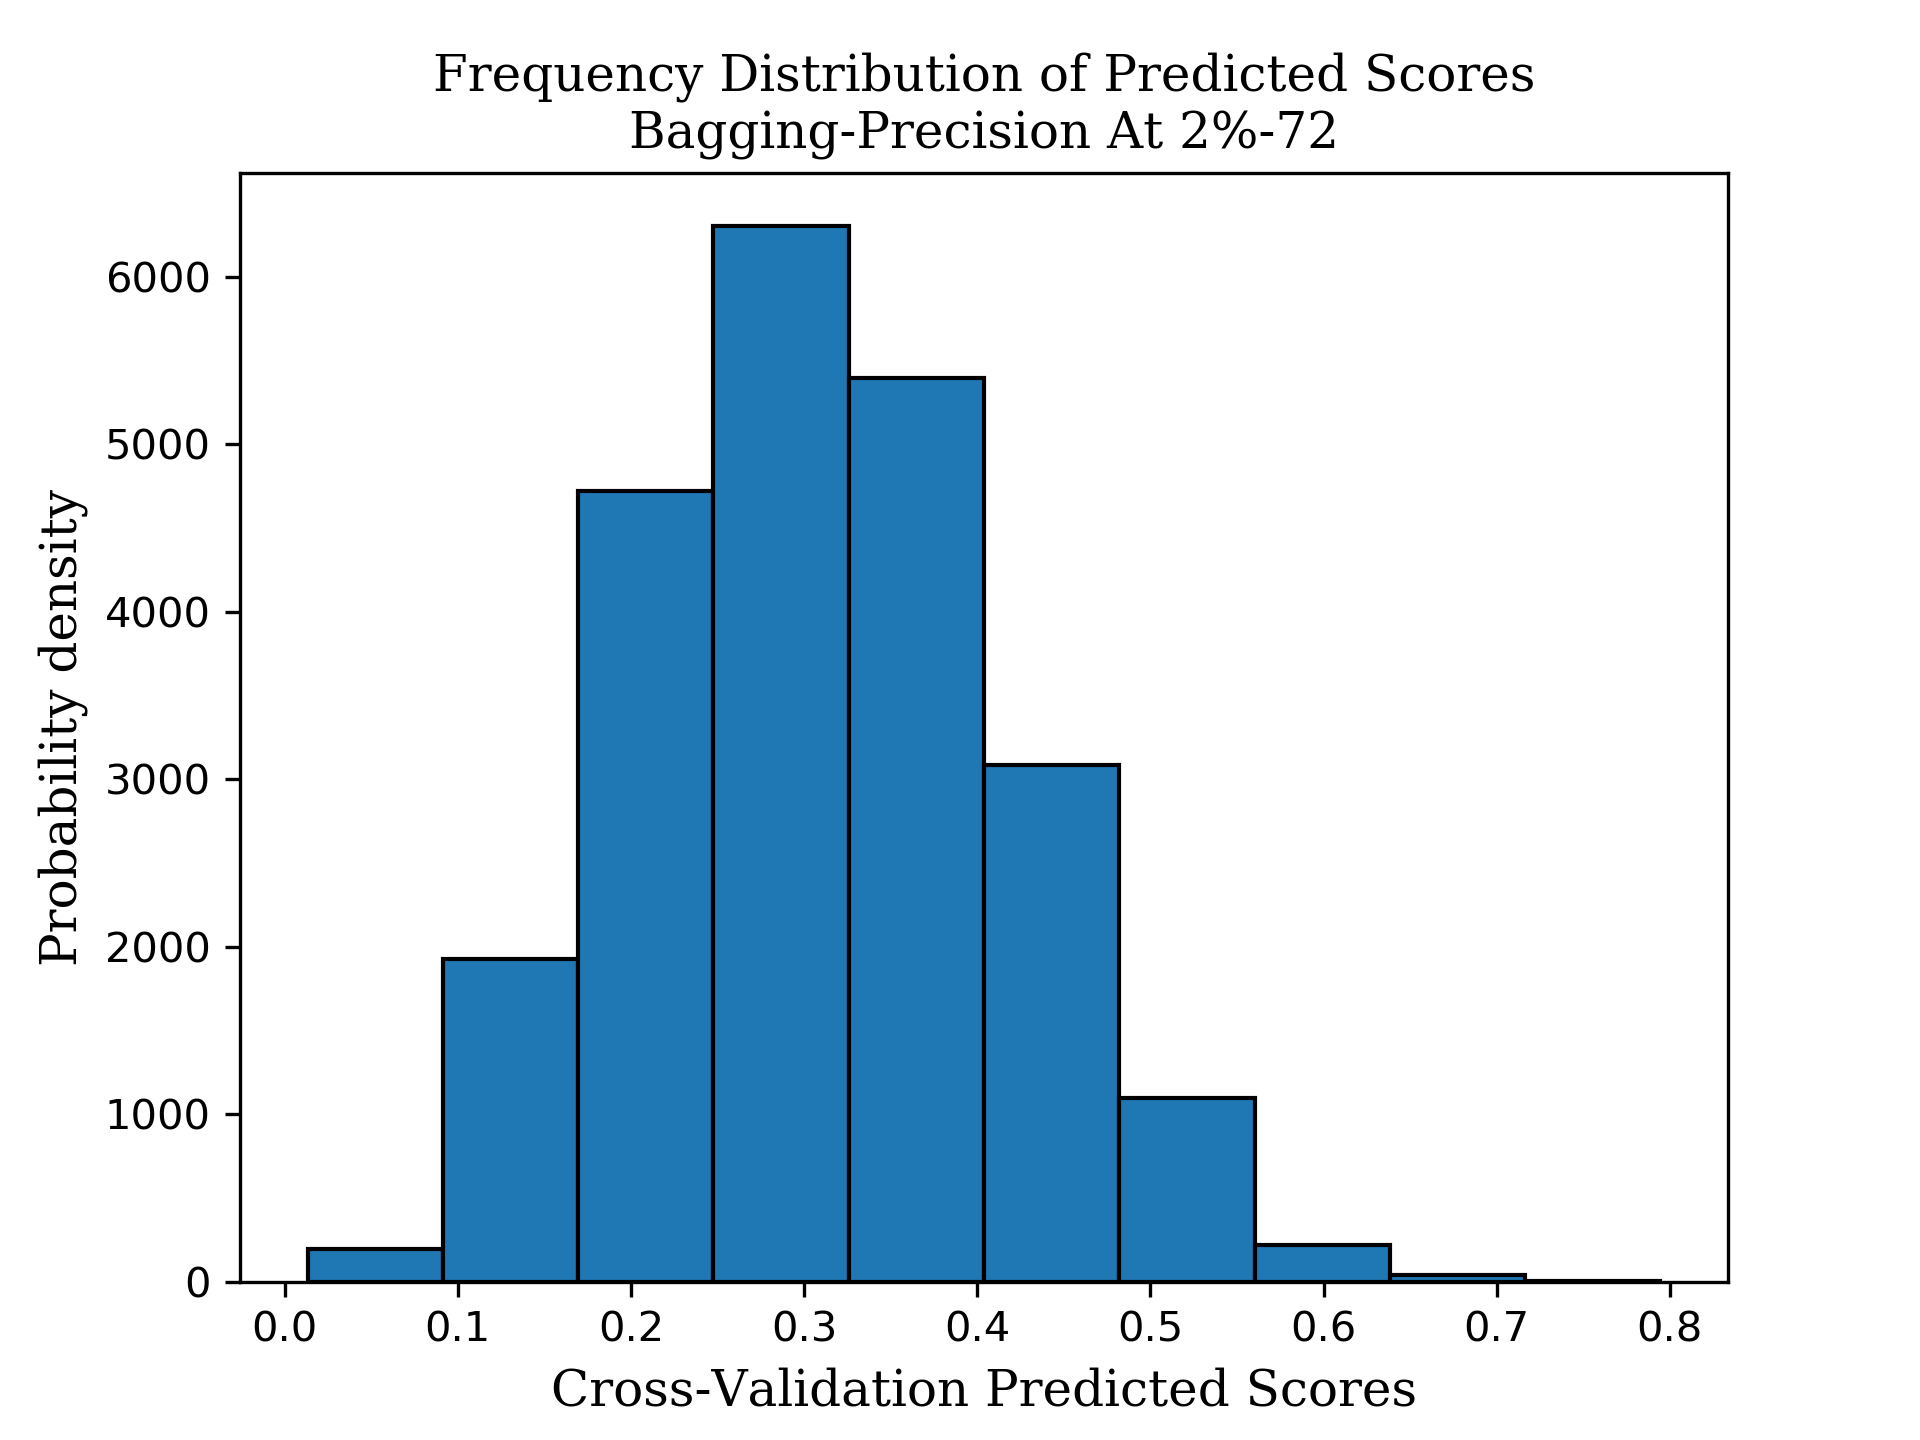 Frequency Distribution of Predicted Scores
Bagging-Precision At 2%-72
Probability density
6000
5000
4000
3000
2000
1000
0
0.0 0.1 0.2 0.3 0.4 0.5 0.6 0.7 0.8
Cross-Validation Predicted Scores